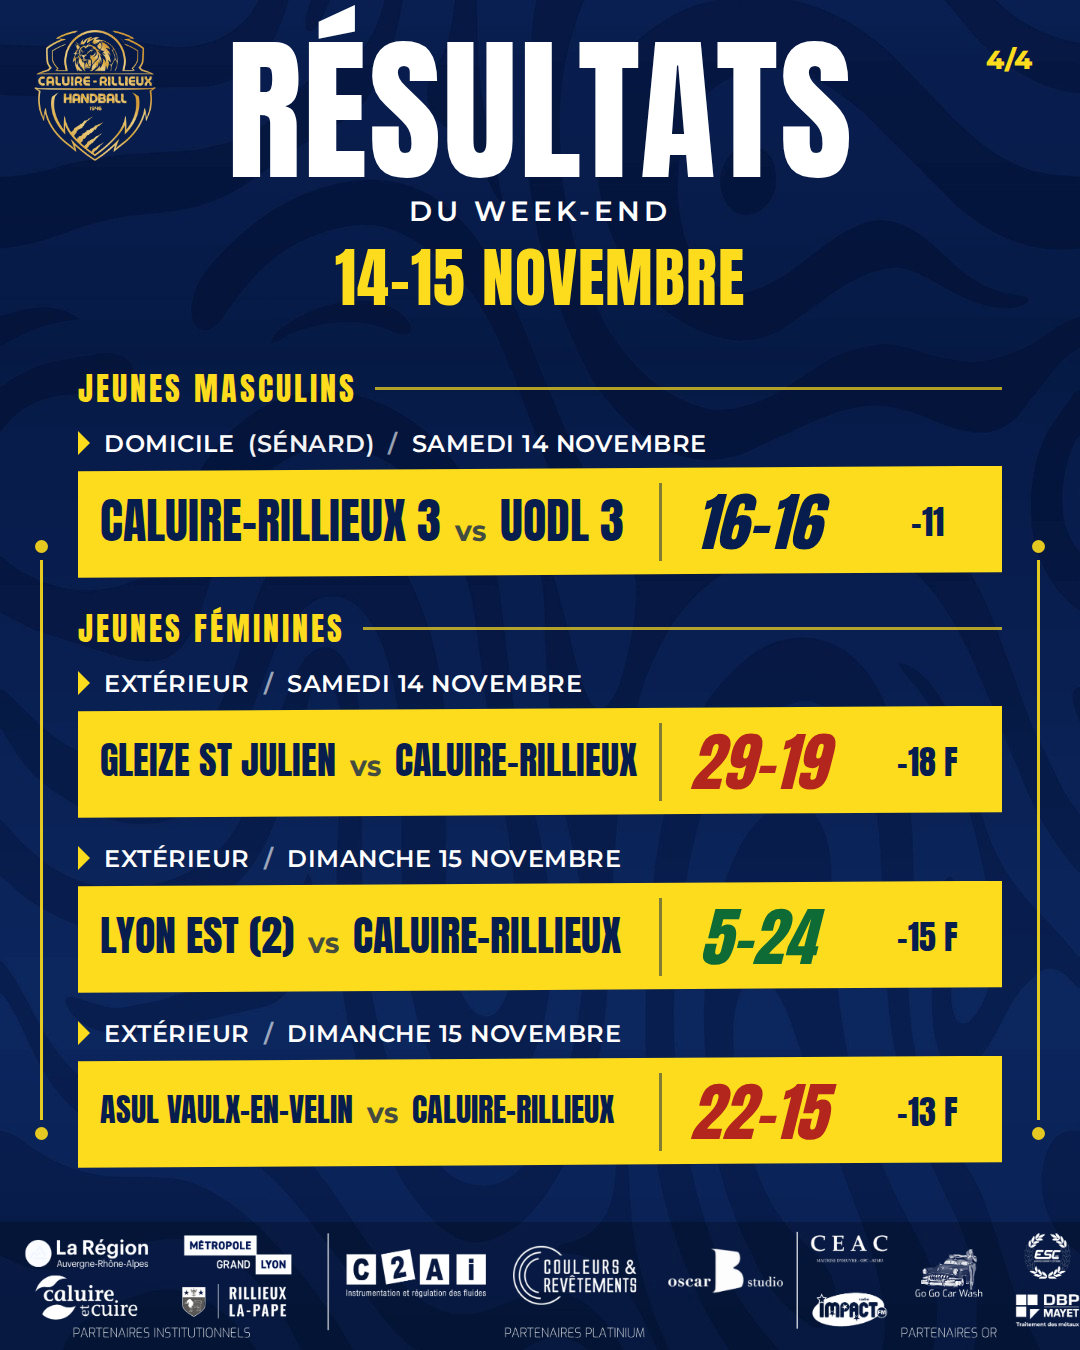 CALUIRE-RILLIEUX
HANDBALL
RÉSULTATS
4/4
DU WEEK-END
14-15 NOVEMBRE
JEUNES MASCULINS
DOMICILE (SÉNARD) / SAMEDI 14 NOVEMBRE
CALUIRE-RILLIEUX 3 vs UODL 3 16-16 -11
JEUNES FÉMININES
EXTÉRIEUR / SAMEDI 14 NOVEMBRE
GLEIZE ST JULIEN vs CALUIRE-RILLIEUX 29-19 -18 F
EXTÉRIEUR / DIMANCHE 15 NOVEMBRE
LYON EST (2) vs CALUIRE-RILLIEUX 5-24 -15 F
EXTÉRIEUR / DIMANCHE 15 NOVEMBRE
ASUL VAULX-EN-VELIN vs CALUIRE-RILLIEUX 22-15 -13 F
La Région
Auvergne-Rhône-Alpes
MÉTROPOLE
GRAND LYON
caluire
et cuire
RILLIEUX
LA-PAPE
PARTENAIRES INSTITUTIONNELS
C2Ai
Instrumentation et régulation des fluides
COULEURS &
REVÊTEMENTS
oscar B studio
PARTENAIRES PLATINIUM
CEAC
radio
IMPACT FM
Go Go Car Wash
ESC
DBP
MAYET
Traitement des métaux
PARTENAIRES OR